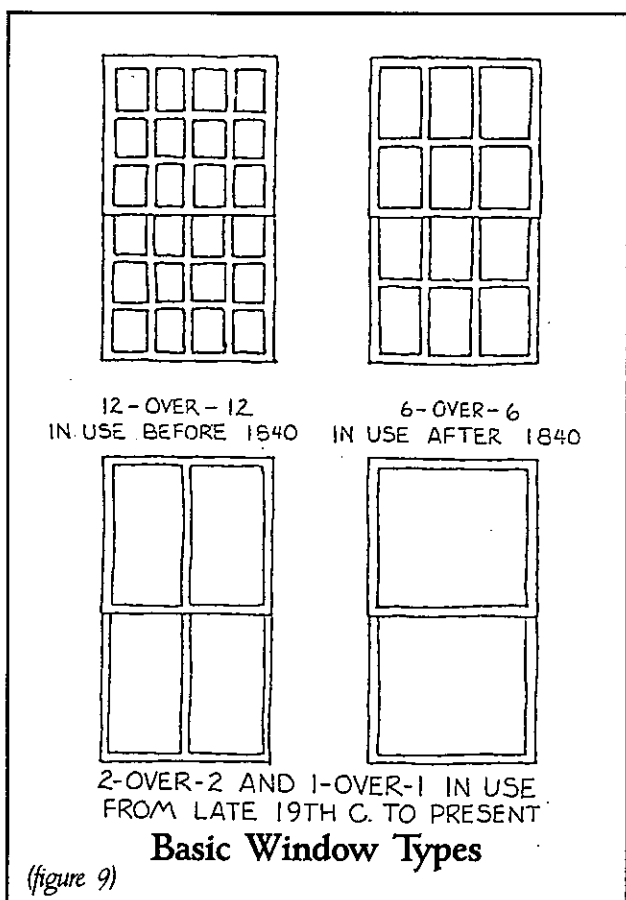 12-OVER-12
IN USE BEFORE 1840
6-OVER-6
IN USE AFTER 1840
2-OVER-2 AND 1-OVER-1 IN USE
FROM LATE 19TH C. TO PRESENT
Basic Window Types
(figure 9)